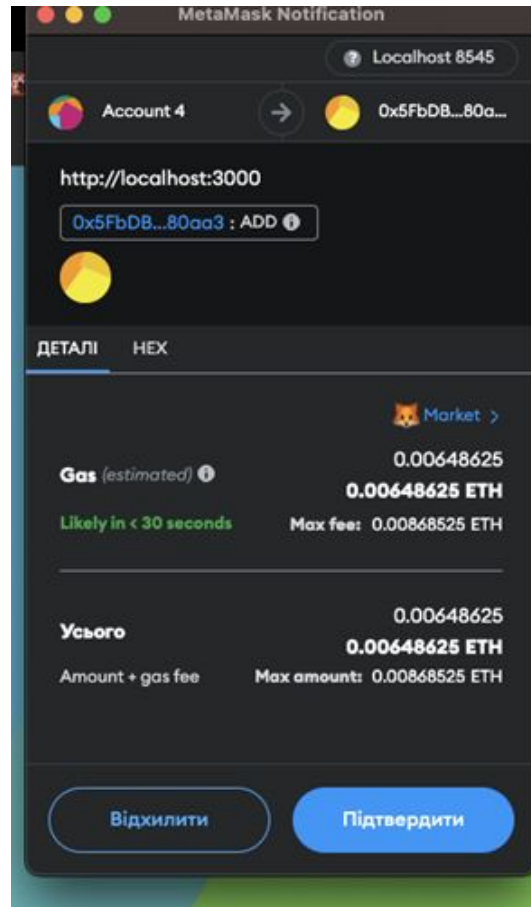 MetaMask Notification
Localhost 8545
Account 4
0x5FbDB...80a...
http://localhost:3000
0x5FbDB...80aa3 : ADD
ДЕТАЛІ HEX
Market >
0.00648625
Gas (estimated)
0.00648625 ETH
Likely in < 30 seconds Max fee: 0.00868525 ETH
0.00648625
Усього
0.00648625 ETH
Amount + gas fee Max amount: 0.00868525 ETH
Відхилити Підтвердити